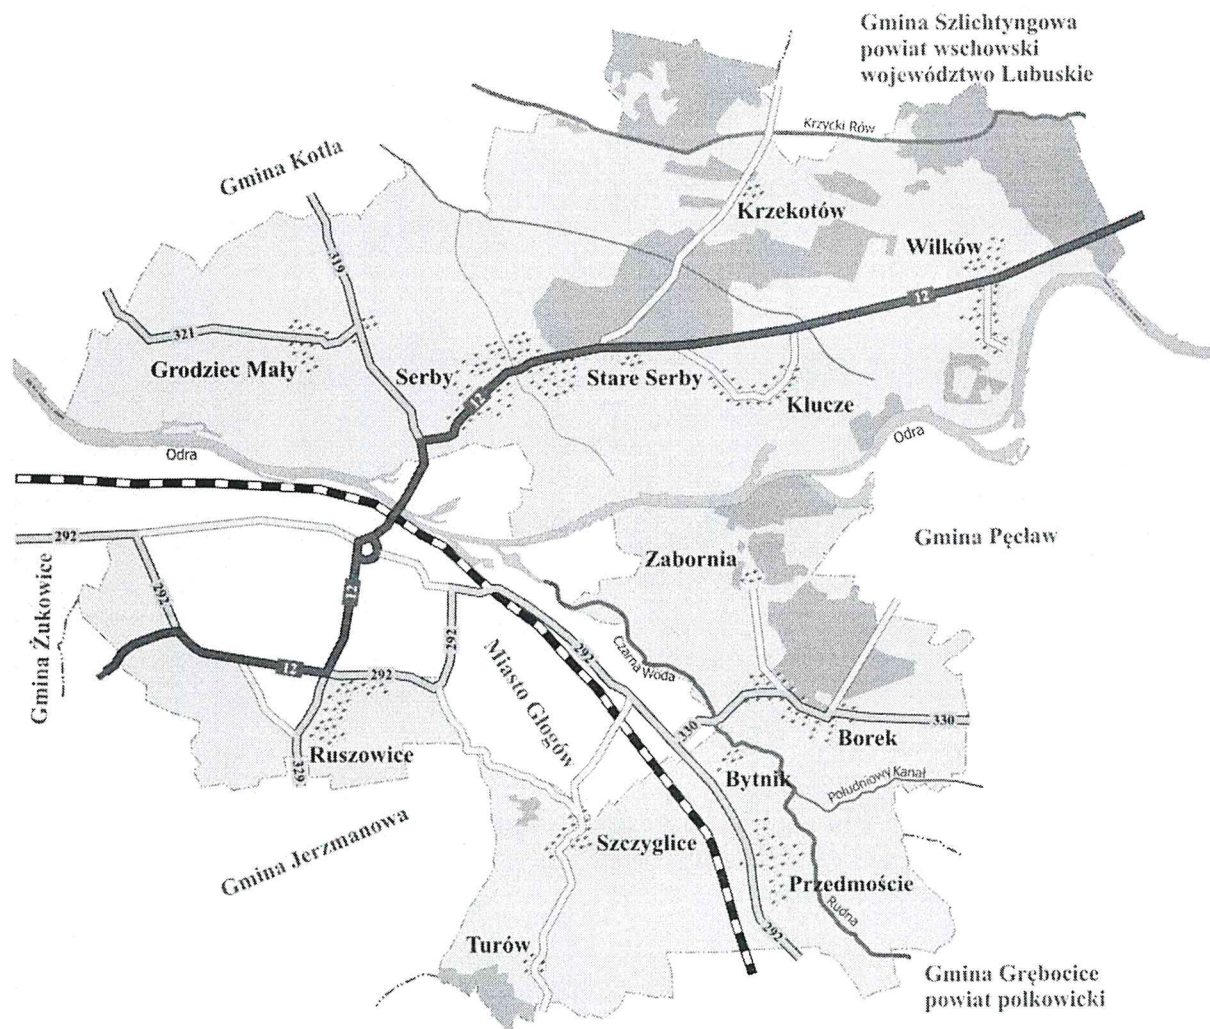 Gmina Szlichtyngowa
powiat wschowski
województwo Lubuskie
Krzycki Rów
Gmina Kotla
Krzekotów
Wilków
319
12
321
Grodziec Mały
Serby
Stare Serby
12
Klucze
Odra
Odra
292
Gmina Pęcław
Zabornia
Gmina Żukowice
292
12
292
292
Czarna Woda
Miasto Głogów
12
292
330
330
Borek
Ruszowice
329
Bytnik
Południowy Kanał
Gmina Jerzmanowa
Szczyglice
Przedmoście
Rudna
292
Turów
Gmina Grębocice
powiat polkowicki